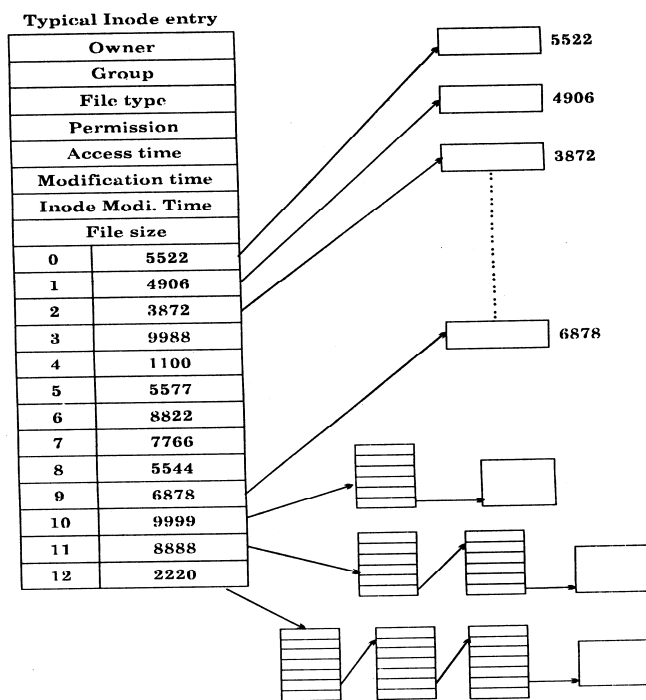 Typical Inode entry
Owner
Group
File type
Permission
Access time
Modification time
Inode Modi. Time
File size
0 5522
1 4906
2 3872
3 9988
4 1100
5 5577
6 8822
7 7766
8 5544
9 6878
10 9999
11 8888
12 2220
5522
4906
3872
6878